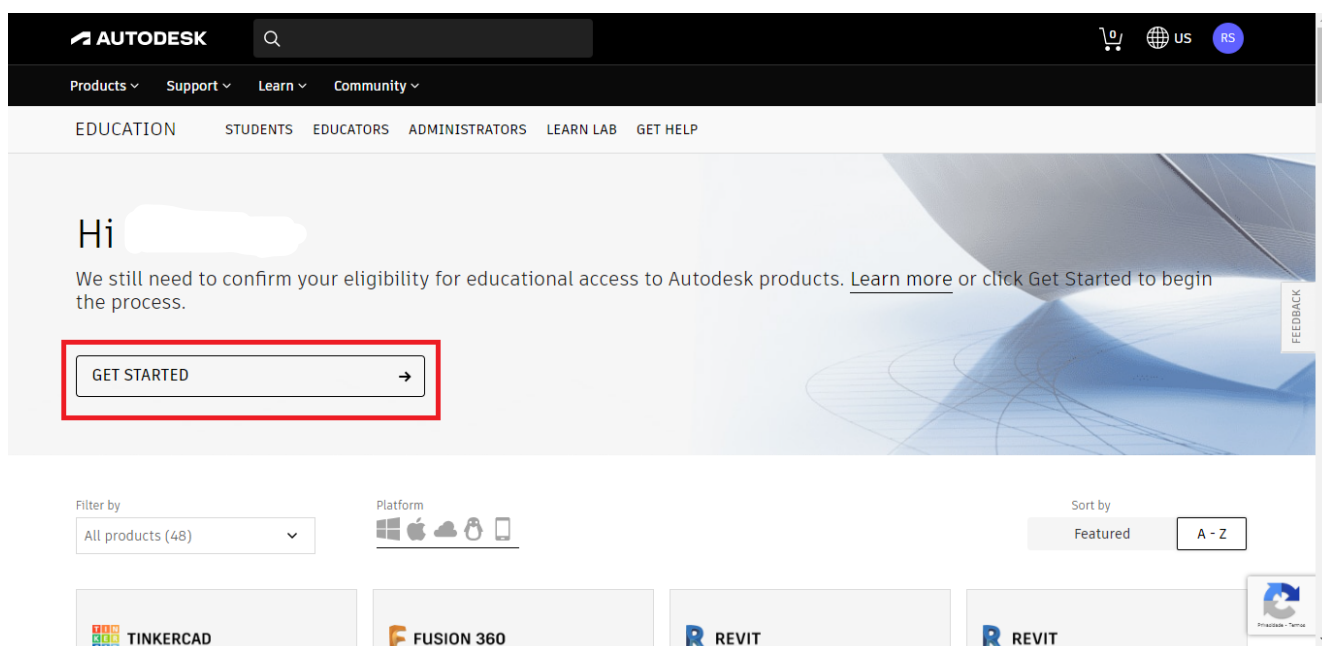 AUTODESK
0
US
RS
Products
Support
Learn
Community
EDUCATION
STUDENTS
EDUCATORS
ADMINISTRATORS
LEARN LAB
GET HELP
Hi
We still need to confirm your eligibility for educational access to Autodesk products. Learn more or click Get Started to begin
the process.
FEEDBACK
GET STARTED
Filter by
Platform
Sort by
All products (48)
Featured
A - Z
TINKERCAD
FUSION 360
REVIT
REVIT
Privacidade - Termos